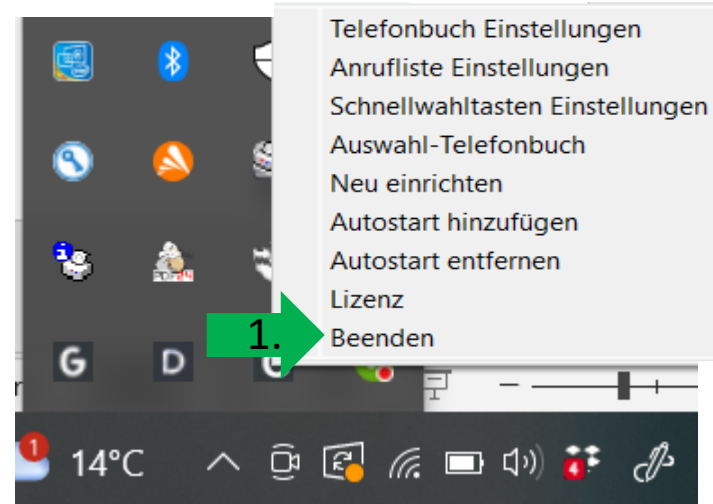 Telefonbuch Einstellungen
Anrufliste Einstellungen
Schnellwahltasten Einstellungen
Auswahl-Telefonbuch
Neu einrichten
Autostart hinzufügen
Autostart entfernen
Lizenz
1. Beenden
G D
1 14°C 4